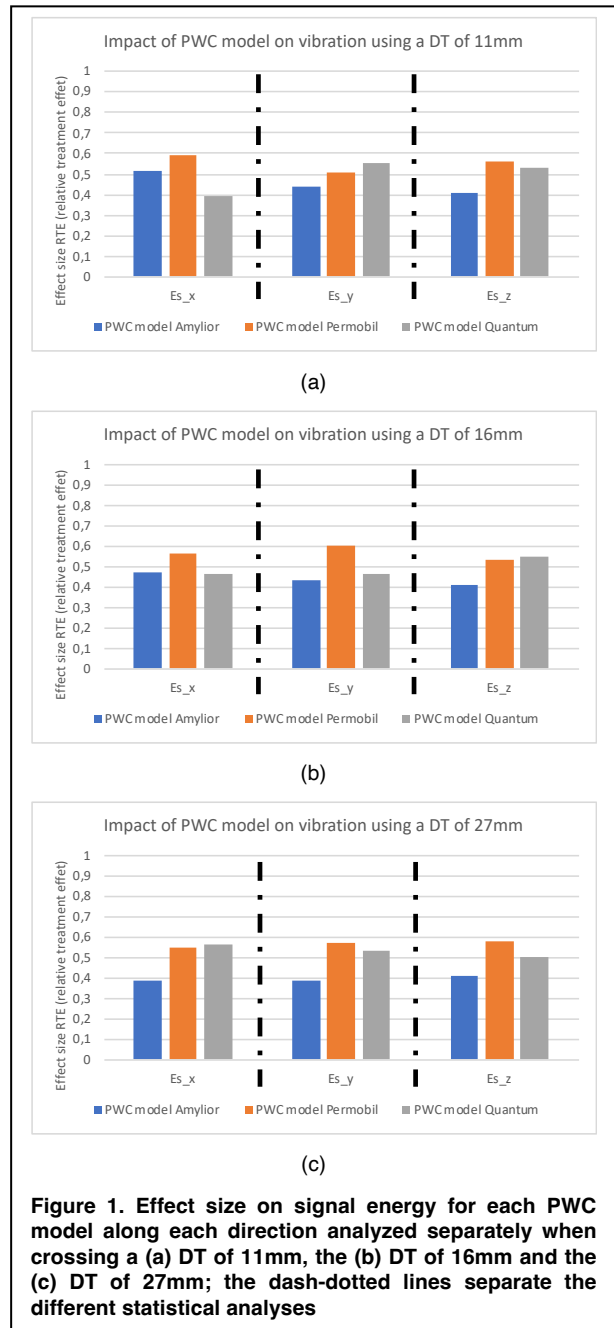 Impact of PWC model on vibration using a DT of 11mm
Effect size RTE (relative treatment effet)
1
0,9
0,8
0,7
0,6
0,5
0,4
0,3
0,2
0,1
0
Es_x Es_y Es_z
PWC model Amylior PWC model Permobil PWC model Quantum
(a)
Impact of PWC model on vibration using a DT of 16mm
Effect size RTE (relative treatment effet)
1
0,9
0,8
0,7
0,6
0,5
0,4
0,3
0,2
0,1
0
Es_x Es_y Es_z
PWC model Amylior PWC model Permobil PWC model Quantum
(b)
Impact of PWC model on vibration using a DT of 27mm
Effect size RTE (relative treatment effet)
1
0,9
0,8
0,7
0,6
0,5
0,4
0,3
0,2
0,1
0
Es_x Es_y Es_z
PWC model Amylior PWC model Permobil PWC model Quantum
(c)
Figure 1. Effect size on signal energy for each PWC
model along each direction analyzed separately when
crossing a (a) DT of 11mm, the (b) DT of 16mm and the
(c) DT of 27mm; the dash-dotted lines separate the
different statistical analyses